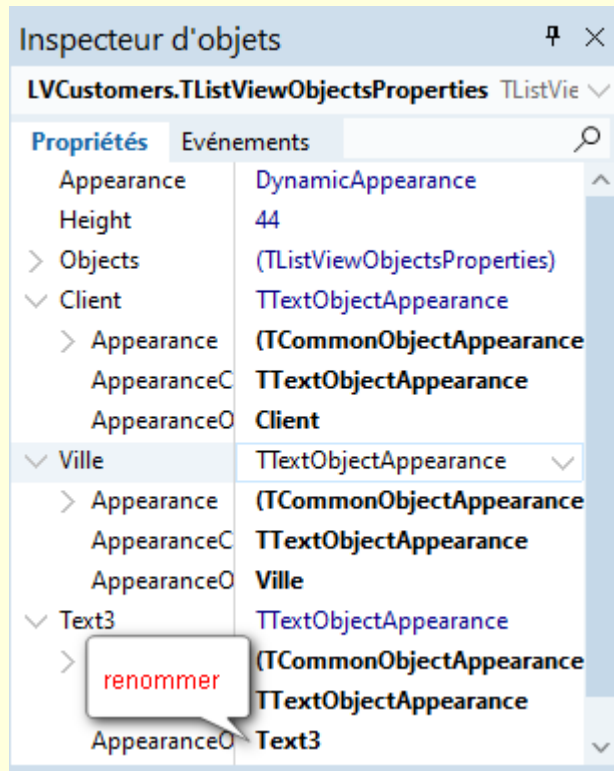 Inspecteur d'objets
LVCustomers.TListViewObjectsProperties TListVie
Propriétés Evénements
Appearance DynamicAppearance
Height 44
Objects (TListViewObjectsProperties)
Client TTextObjectAppearance
Appearance (TCommonObjectAppearance
AppearanceC TTextObjectAppearance
AppearanceO Client
Ville TTextObjectAppearance
Appearance (TCommonObjectAppearance
AppearanceC TTextObjectAppearance
AppearanceO Ville
Text3 TTextObjectAppearance
(TCommonObjectAppearance
renommer
TTextObjectAppearance
AppearanceO Text3